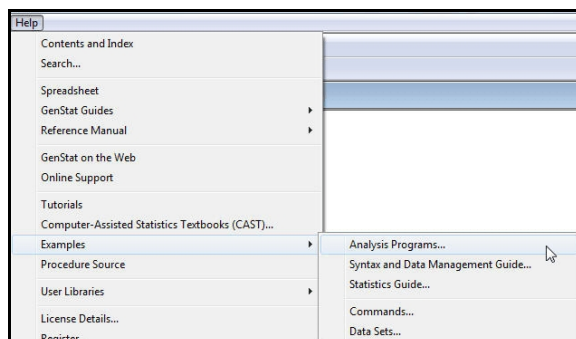 Help
Contents and Index
Search...
Spreadsheet
GenStat Guides
Reference Manual
GenStat on the Web
Online Support
Tutorials
Computer-Assisted Statistics Textbooks (CAST)...
Examples
Procedure Source
User Libraries
License Details...
Register
Analysis Programs...
Syntax and Data Management Guide...
Statistics Guide...
Commands...
Data Sets...